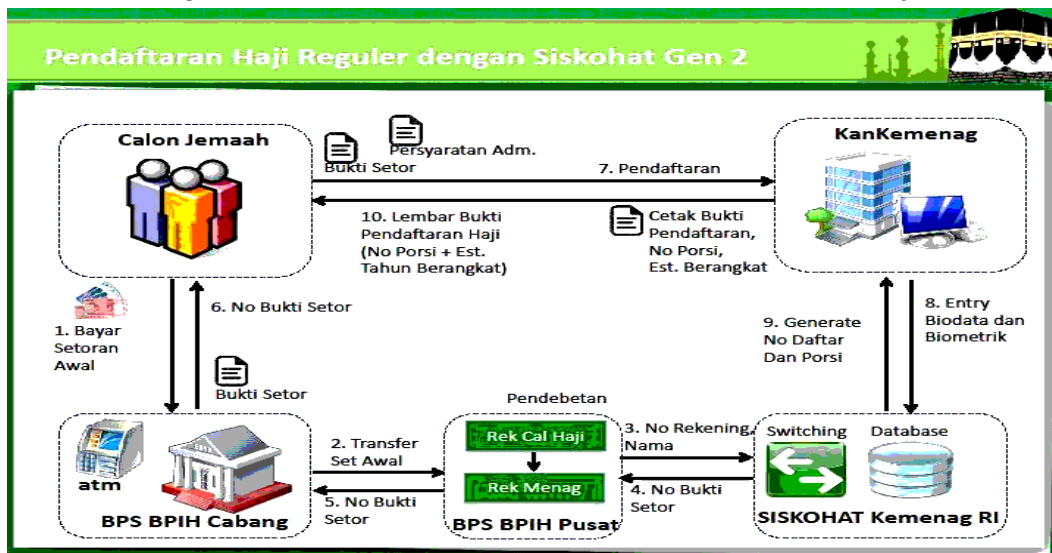 Pendaftaran Haji Reguler dengan Siskohat Gen 2
Calon Jemaah
Persyaratan Adm.
Bukti Setor
7. Pendaftaran
KanKemenag
10. Lembar Bukti
Pendaftaran Haji
(No Porsi + Est.
Tahun Berangkat)
Cetak Bukti
Pendaftaran,
No Porsi,
Est. Berangkat
1. Bayar
Setoran
Awal
6. No Bukti Setor
Bukti Setor
9. Generate
No Daftar
Dan Porsi
8. Entry
Biodata dan
Biometrik
atm
BPS BPIH Cabang
2. Transfer
Set Awal
5. No Bukti
Setor
Pendebetan
Rek Cal Haji
Rek Menag
BPS BPIH Pusat
3. No Rekening,
Nama
4. No Bukti
Setor
Switching
Database
SISKOHAT Kemenag RI